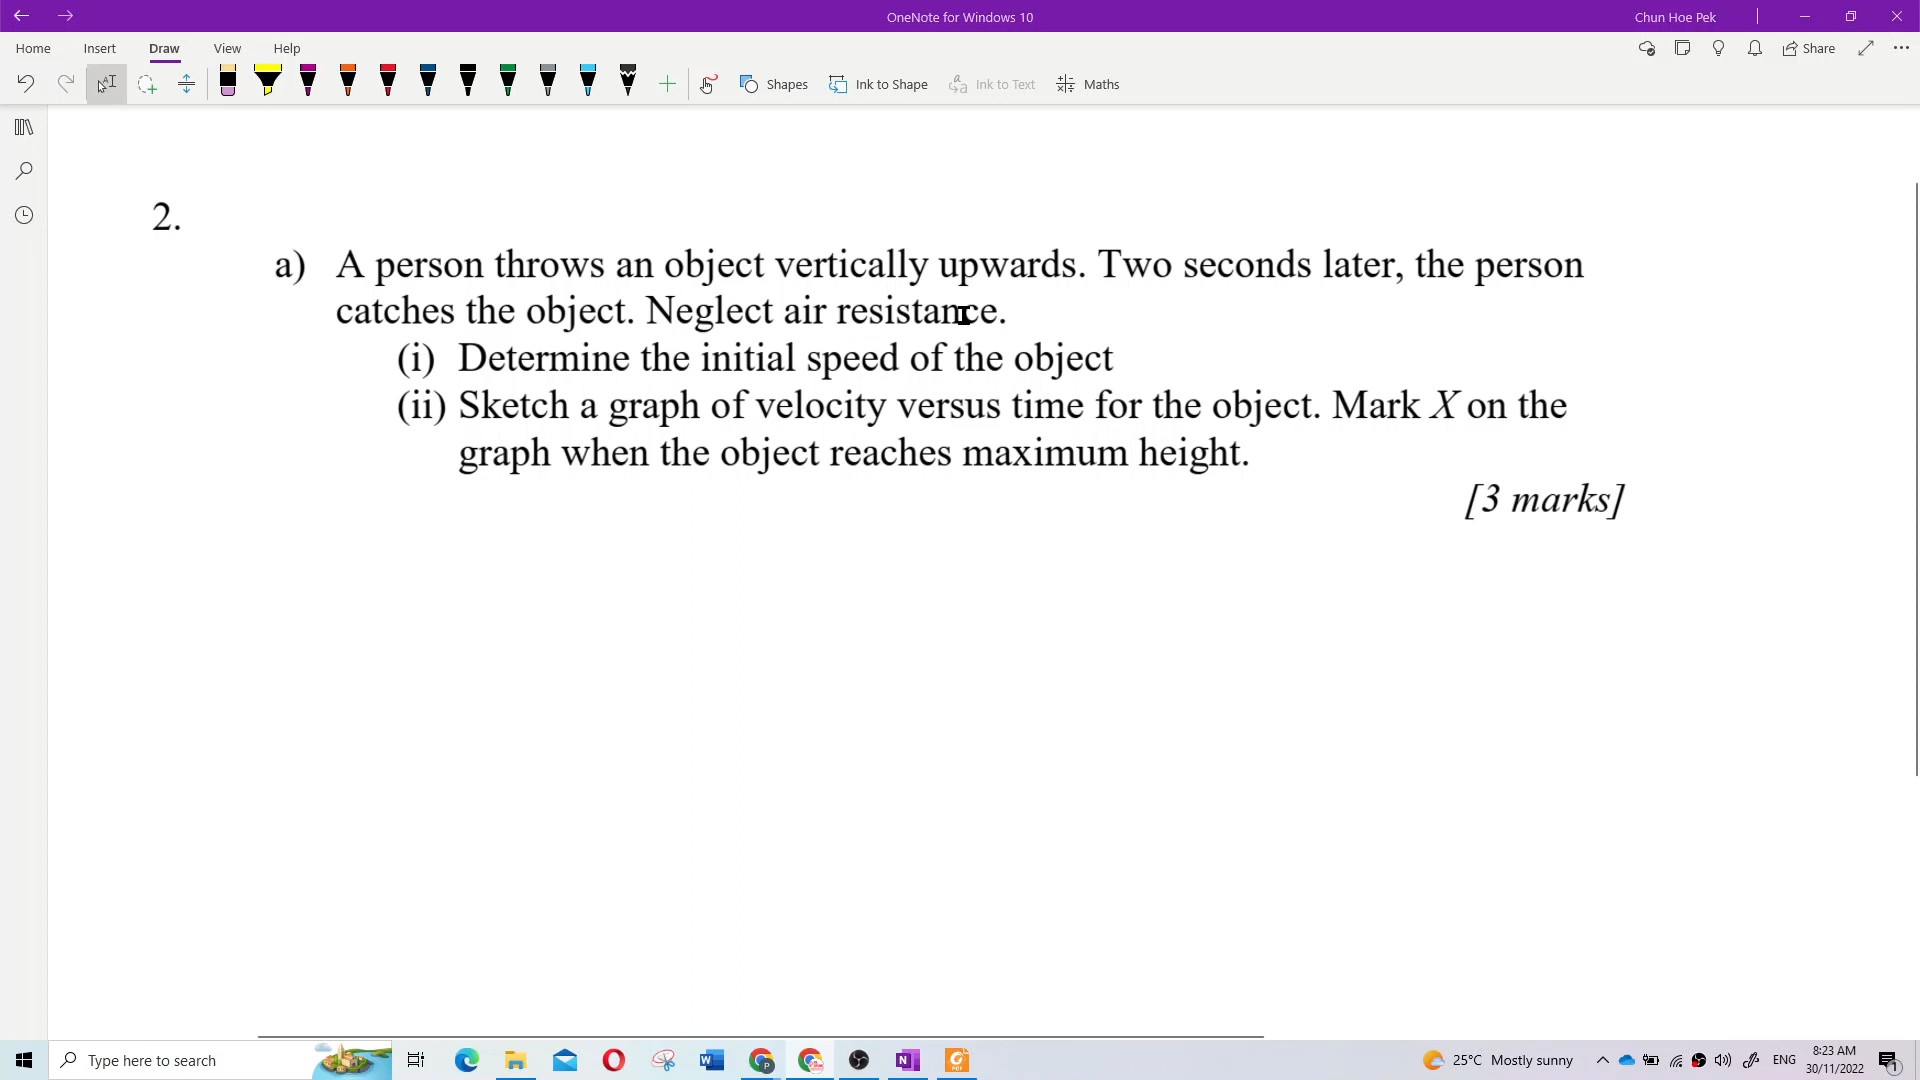 OneNote for Windows 10
Chun Hoe Pek
Home Insert Draw View Help
Share
Shapes Ink to Shape Ink to Text Maths
2.
a) A person throws an object vertically upwards. Two seconds later, the person
catches the object. Neglect air resistance.
(i) Determine the initial speed of the object
(ii) Sketch a graph of velocity versus time for the object. Mark X on the
graph when the object reaches maximum height.
[3 marks]
Type here to search
25°C Mostly sunny
ENG
8:23 AM
30/11/2022
1